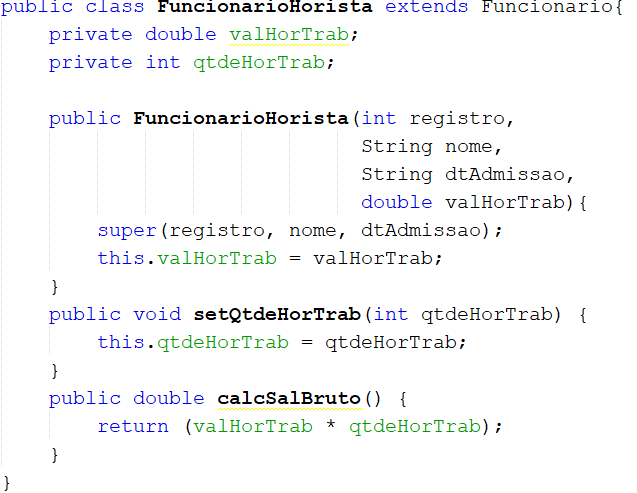 public class FuncionarioHorista extends Funcionario{
    private double valHorTrab;
    private int qtdeHorTrab;

    public FuncionarioHorista(int registro,
                              String nome,
                              String dtAdmissao,
                              double valHorTrab){
        super(registro, nome, dtAdmissao);
        this.valHorTrab = valHorTrab;
    }
    public void setQtdeHorTrab(int qtdeHorTrab) {
        this.qtdeHorTrab = qtdeHorTrab;
    }
    public double calcSalBruto() {
        return (valHorTrab * qtdeHorTrab);
    }
}